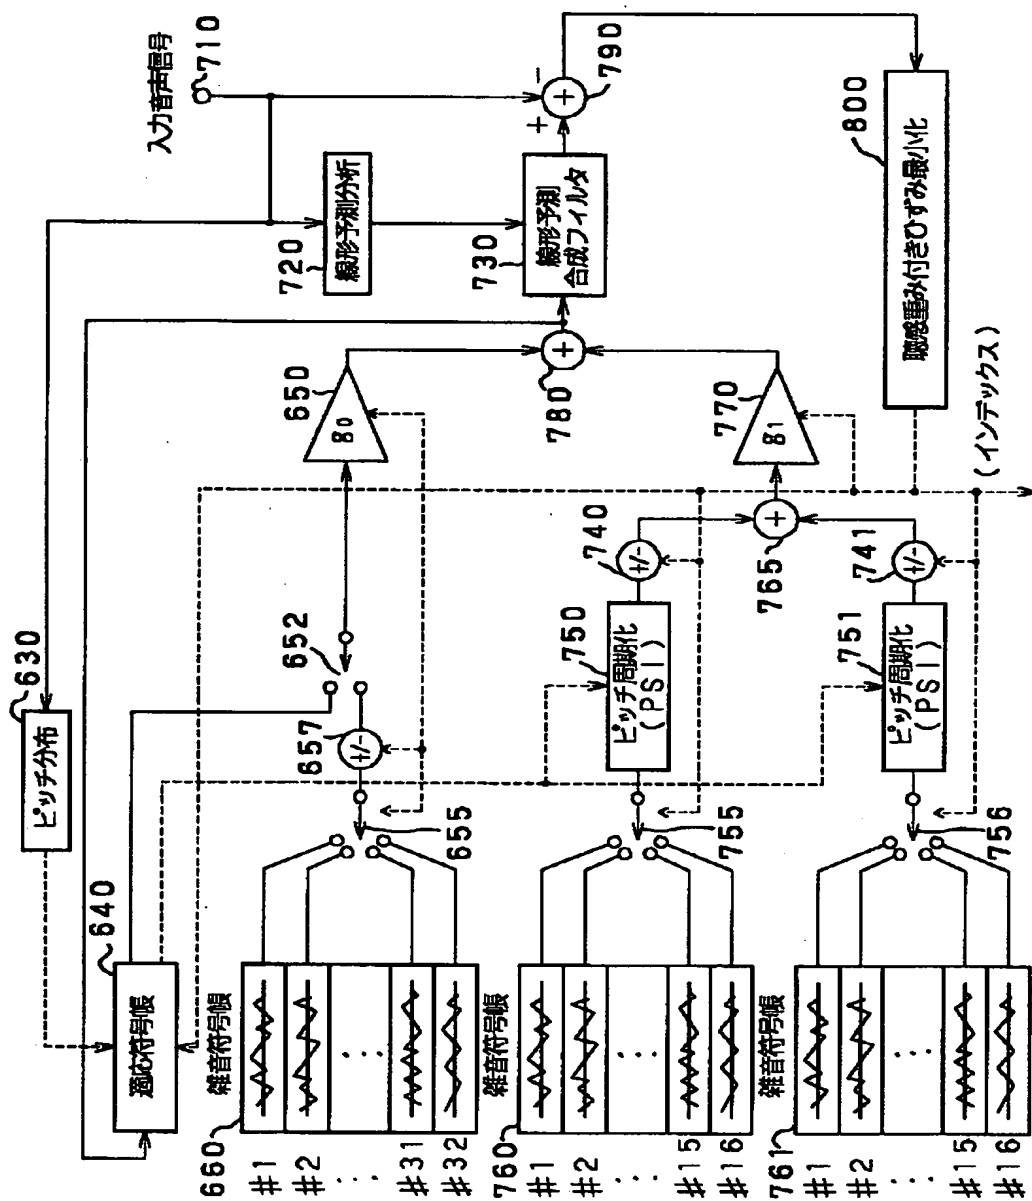 入力音声信号
710
630
ピッチ分布
640
適応符号帳
720
線形予測分析
730
線形予測
合成フィルタ
+
-
+
790
800
聴感重み付きひずみ最小化
650
g0
652
657
+/-
655
660
雑音符号帳
#1
#2
⋮
#31
#32
780
+
770
g1
(インデックス)
740
+/-
750
ピッチ周期化
(PSI)
755
760
雑音符号帳
#1
#2
⋮
#15
#16
765
+
741
+/-
751
ピッチ周期化
(PSI)
756
761
雑音符号帳
#1
#2
⋮
#15
#16